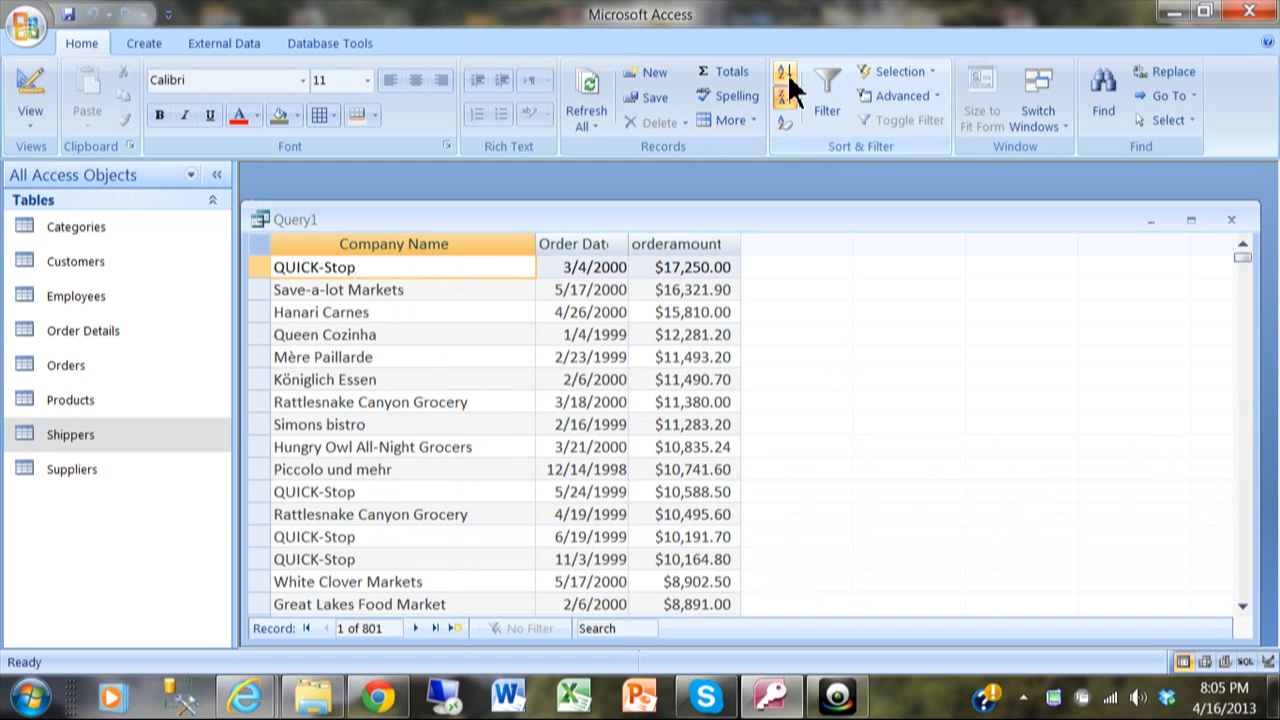 Microsoft Access
Home Create External Data Database Tools
View
Views
Paste
Clipboard
Calibri 11
B I U A
Font
Rich Text
Refresh All
New
Save
Delete
Σ Totals
Spelling
More
Records
Filter
Selection
Advanced
Toggle Filter
Sort & Filter
Size to Fit Form
Switch Windows
Window
Find
Replace
Go To
Select
Find
All Access Objects
Tables
Categories
Customers
Employees
Order Details
Orders
Products
Shippers
Suppliers
Query1
Company Name Order Dat orderamount
QUICK-Stop 3/4/2000 $17,250.00
Save-a-lot Markets 5/17/2000 $16,321.90
Hanari Carnes 4/26/2000 $15,810.00
Queen Cozinha 1/4/1999 $12,281.20
Mère Paillarde 2/23/1999 $11,493.20
Königlich Essen 2/6/2000 $11,490.70
Rattlesnake Canyon Grocery 3/18/2000 $11,380.00
Simons bistro 2/16/1999 $11,283.20
Hungry Owl All-Night Grocers 3/21/2000 $10,835.24
Piccolo und mehr 12/14/1998 $10,741.60
QUICK-Stop 5/24/1999 $10,588.50
Rattlesnake Canyon Grocery 4/19/1999 $10,495.60
QUICK-Stop 6/19/1999 $10,191.70
QUICK-Stop 11/3/1999 $10,164.80
White Clover Markets 5/17/2000 $8,902.50
Great Lakes Food Market 2/6/2000 $8,891.00
Record: 1 of 801 No Filter Search
Ready
SQL
8:05 PM
4/16/2013